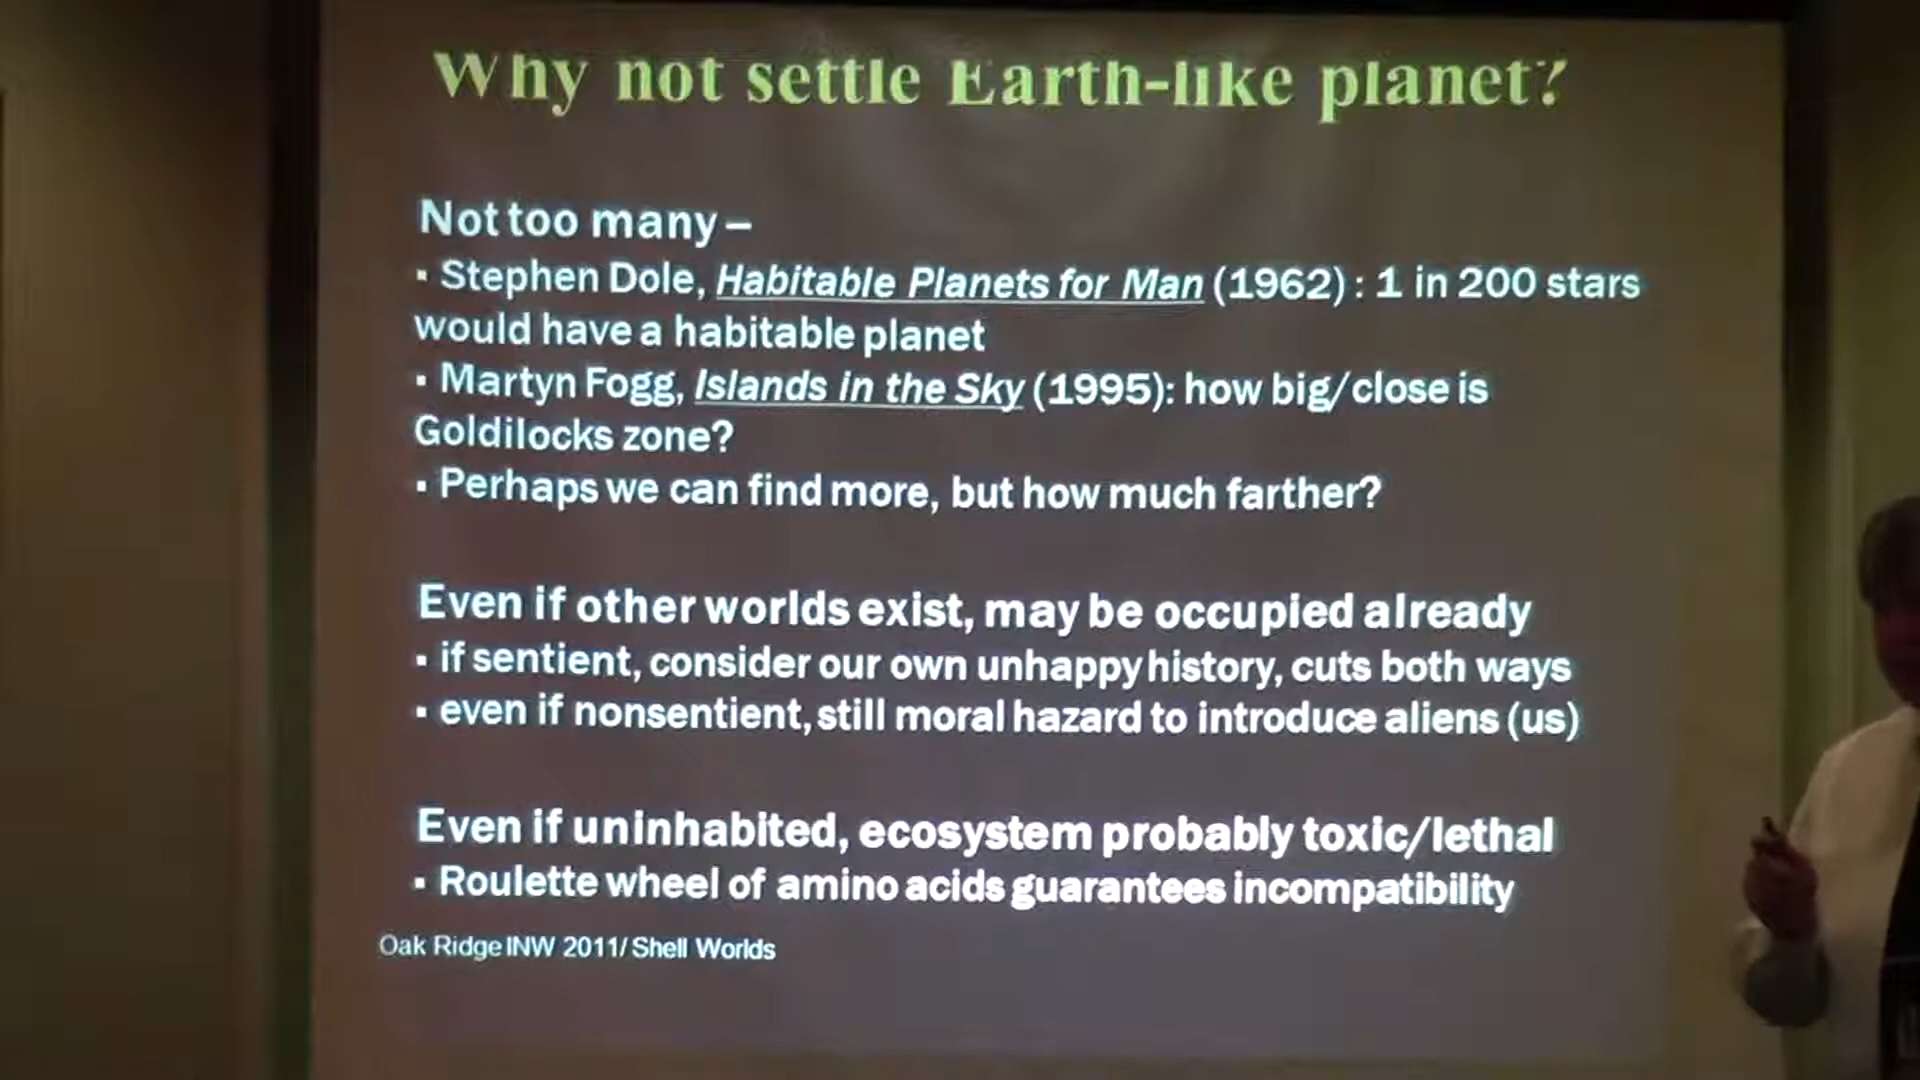 Why not settle Earth-like planet?
Not too many –
▪ Stephen Dole, Habitable Planets for Man (1962) : 1 in 200 stars
would have a habitable planet
▪ Martyn Fogg, Islands in the Sky (1995): how big/close is
Goldilocks zone?
▪ Perhaps we can find more, but how much farther?
Even if other worlds exist, may be occupied already
▪ if sentient, consider our own unhappy history, cuts both ways
▪ even if nonsentient, still moral hazard to introduce aliens (us)
Even if uninhabited, ecosystem probably toxic/lethal
▪ Roulette wheel of amino acids guarantees incompatibility
Oak Ridge INW 2011/ Shell Worlds